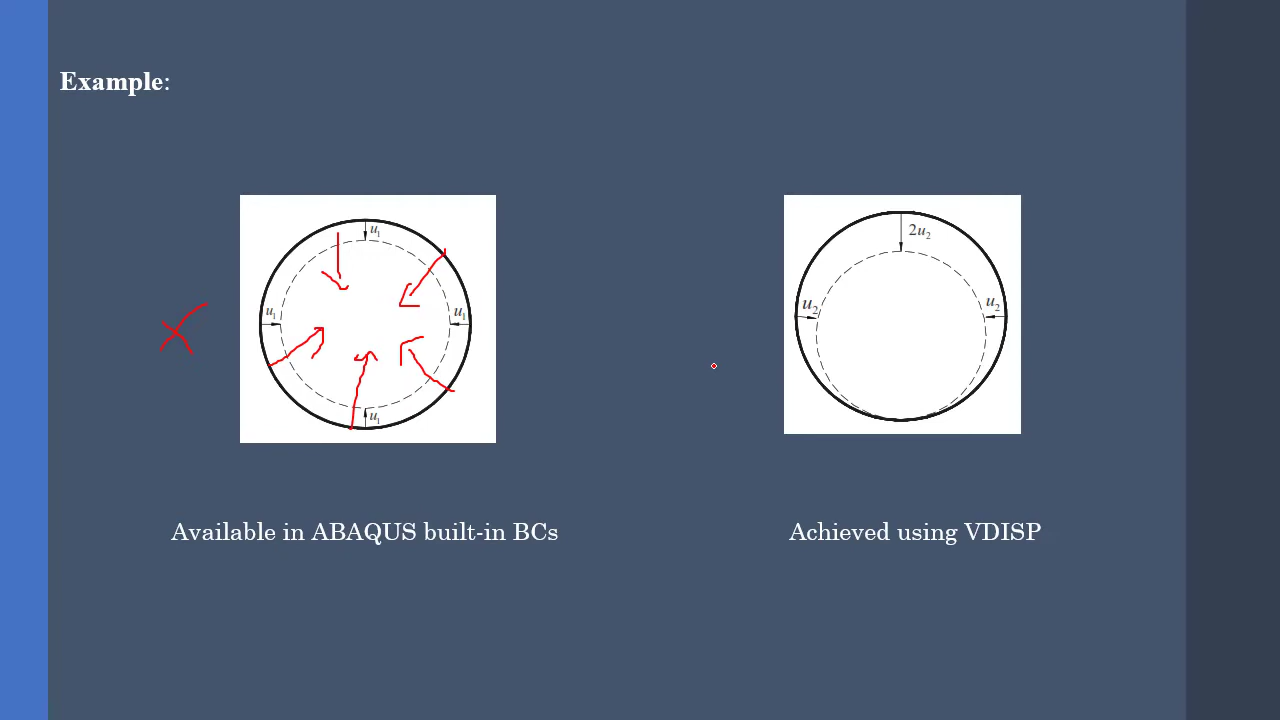 Example:
u₁
u₁
u₁
u₁
2u₂
u₂
u₂
Available in ABAQUS built-in BCs
Achieved using VDISP